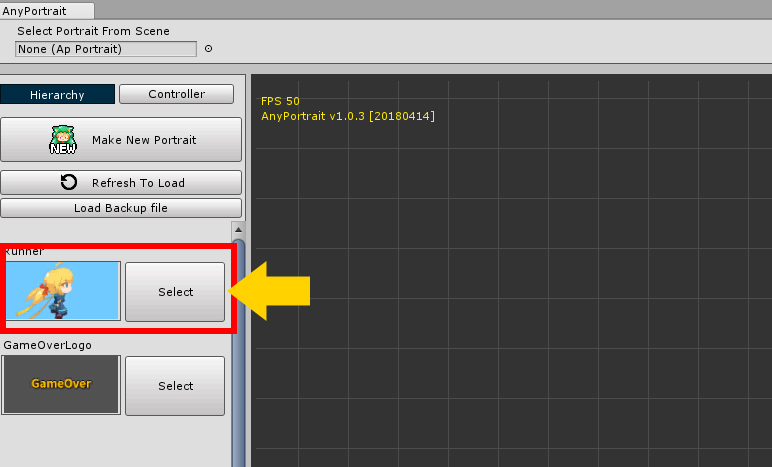 AnyPortrait
Select Portrait From Scene
None (Ap Portrait)
Hierarchy
Controller
FPS 50
AnyPortrait v1.0.3 [20180414]
NEW
Make New Portrait
Refresh To Load
Load Backup file
Runner
Select
GameOverLogo
GameOver
Select